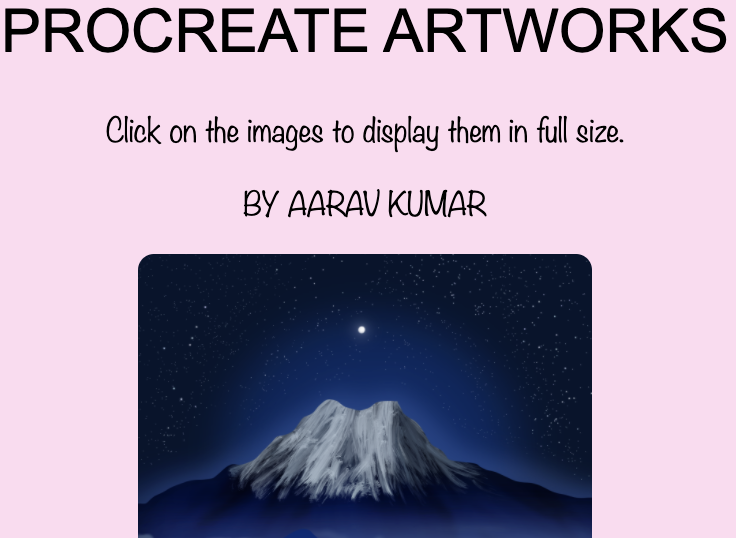 PROCREATE ARTWORKS
Click on the images to display them in full size.
BY AARAV KUMAR